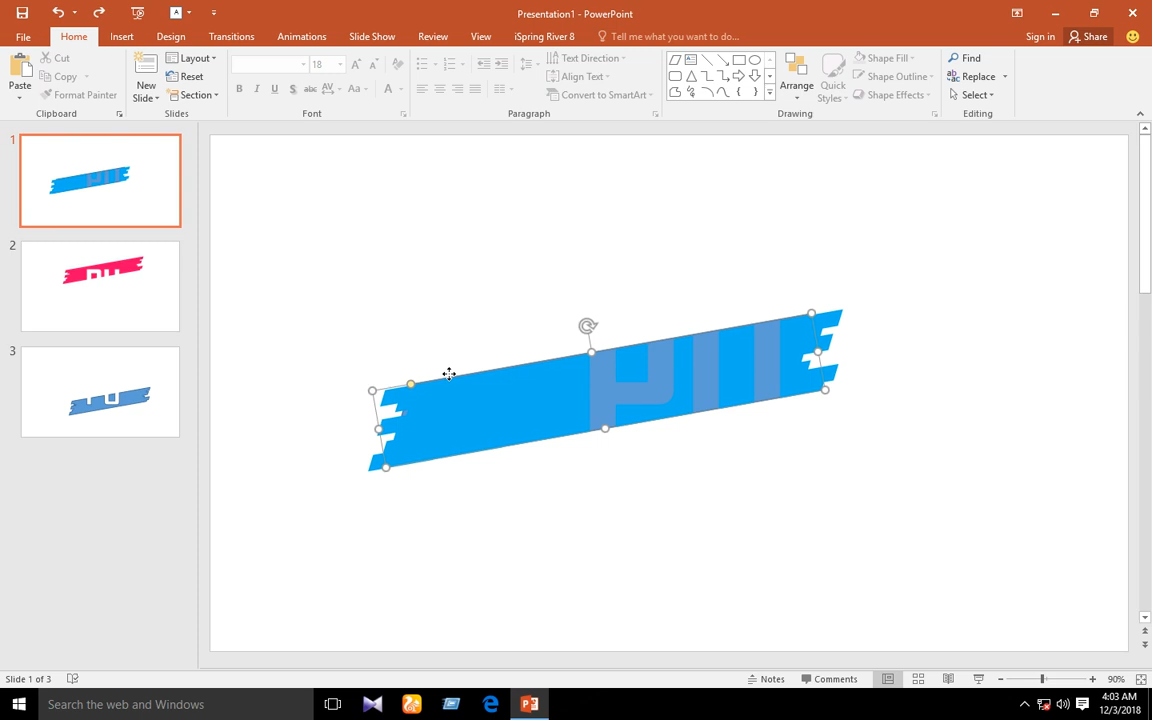 Presentation1 - PowerPoint
File Home Insert Design Transitions Animations Slide Show Review View iSpring River 8 Tell me what you want to do... Sign in Share
Paste
Cut
Copy
Format Painter
Clipboard
New
Slide
Layout
Reset
Section
Slides
18
B I U S abc AV Aa A
Font
Text Direction
Align Text
Convert to SmartArt
Paragraph
Arrange
Quick
Styles
Shape Fill
Shape Outline
Shape Effects
Drawing
Find
Replace
Select
Editing
1
2
3
Slide 1 of 3
Notes
Comments
90%
Search the web and Windows
4:03 AM
12/3/2018